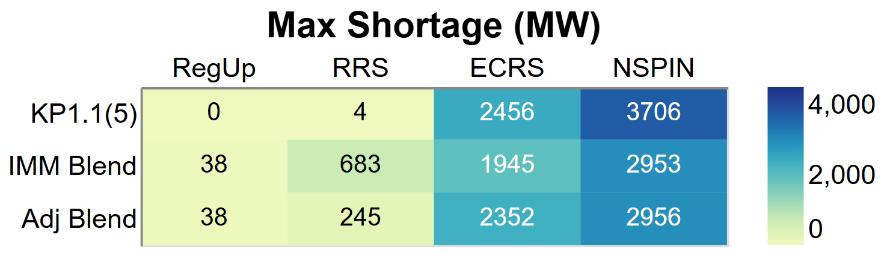 Max Shortage (MW)
RegUp RRS ECRS NSPIN
KP1.1(5) 0 4 2456 3706
IMM Blend 38 683 1945 2953
Adj Blend 38 245 2352 2956
4,000
2,000
0